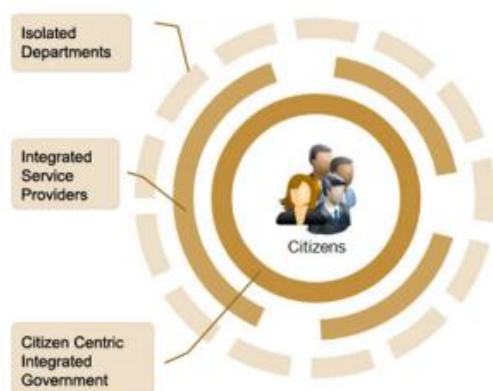 Isolated
Departments
Integrated
Service
Providers
Citizens
Citizen Centric
Integrated
Government